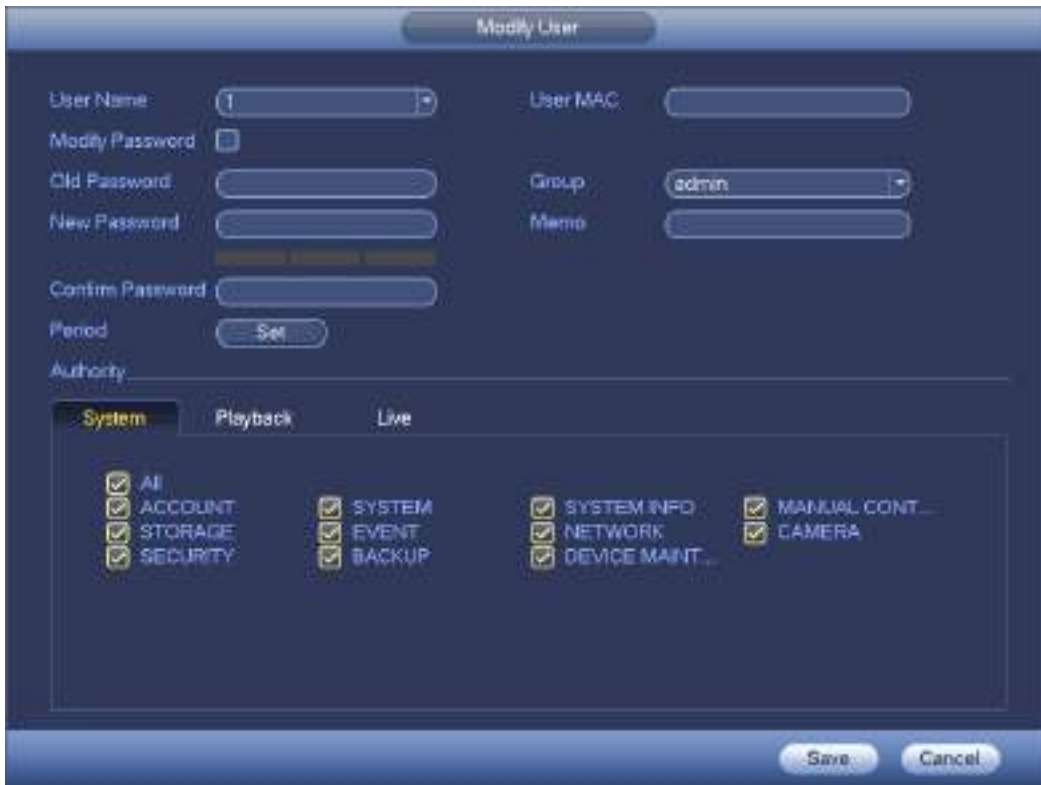 Modify User
User Name 1 User MAC
Modify Password
Old Password Group admin
New Password Memo
Confirm Password
Period Set
Authority
System Playback Live
All
ACCOUNT SYSTEM SYSTEM INFO MANUAL CONT...
STORAGE EVENT NETWORK CAMERA
SECURITY BACKUP DEVICE MAINT...
Save Cancel